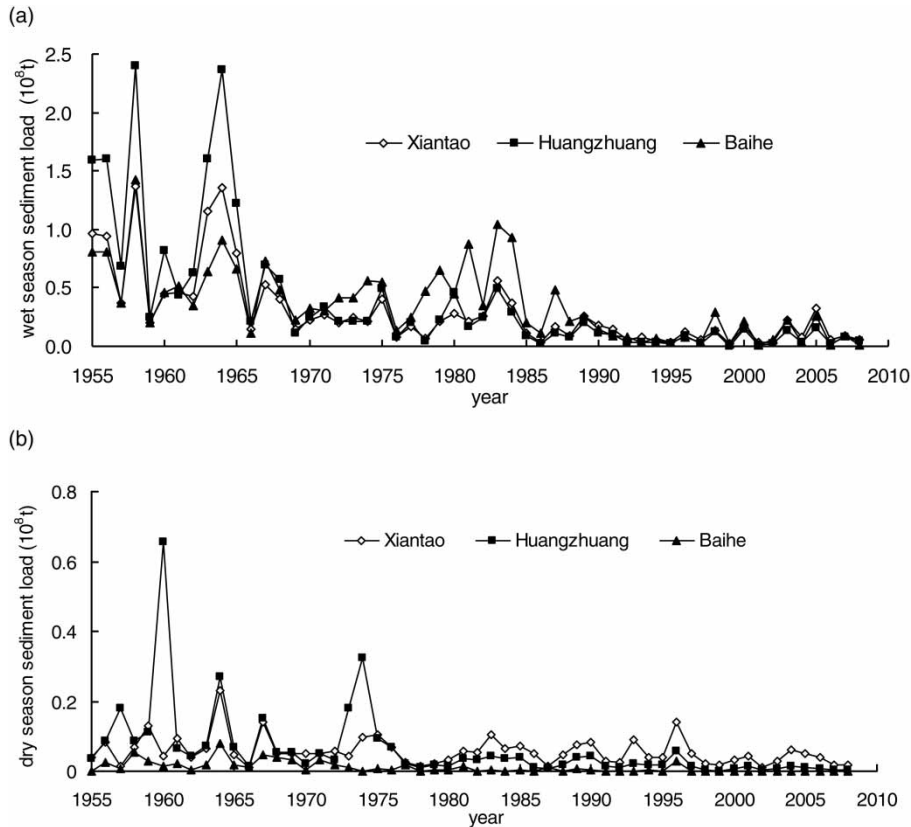 (a)
wet season sediment load (10⁸t)
2.5
2.0
1.5
1.0
0.5
0.0
Xiantao Huangzhuang Baihe
1955 1960 1965 1970 1975 1980 1985 1990 1995 2000 2005 2010
year
(b)
dry season sediment load (10⁸t)
0.8
0.6
0.4
0.2
0
Xiantao Huangzhuang Baihe
1955 1960 1965 1970 1975 1980 1985 1990 1995 2000 2005 2010
year